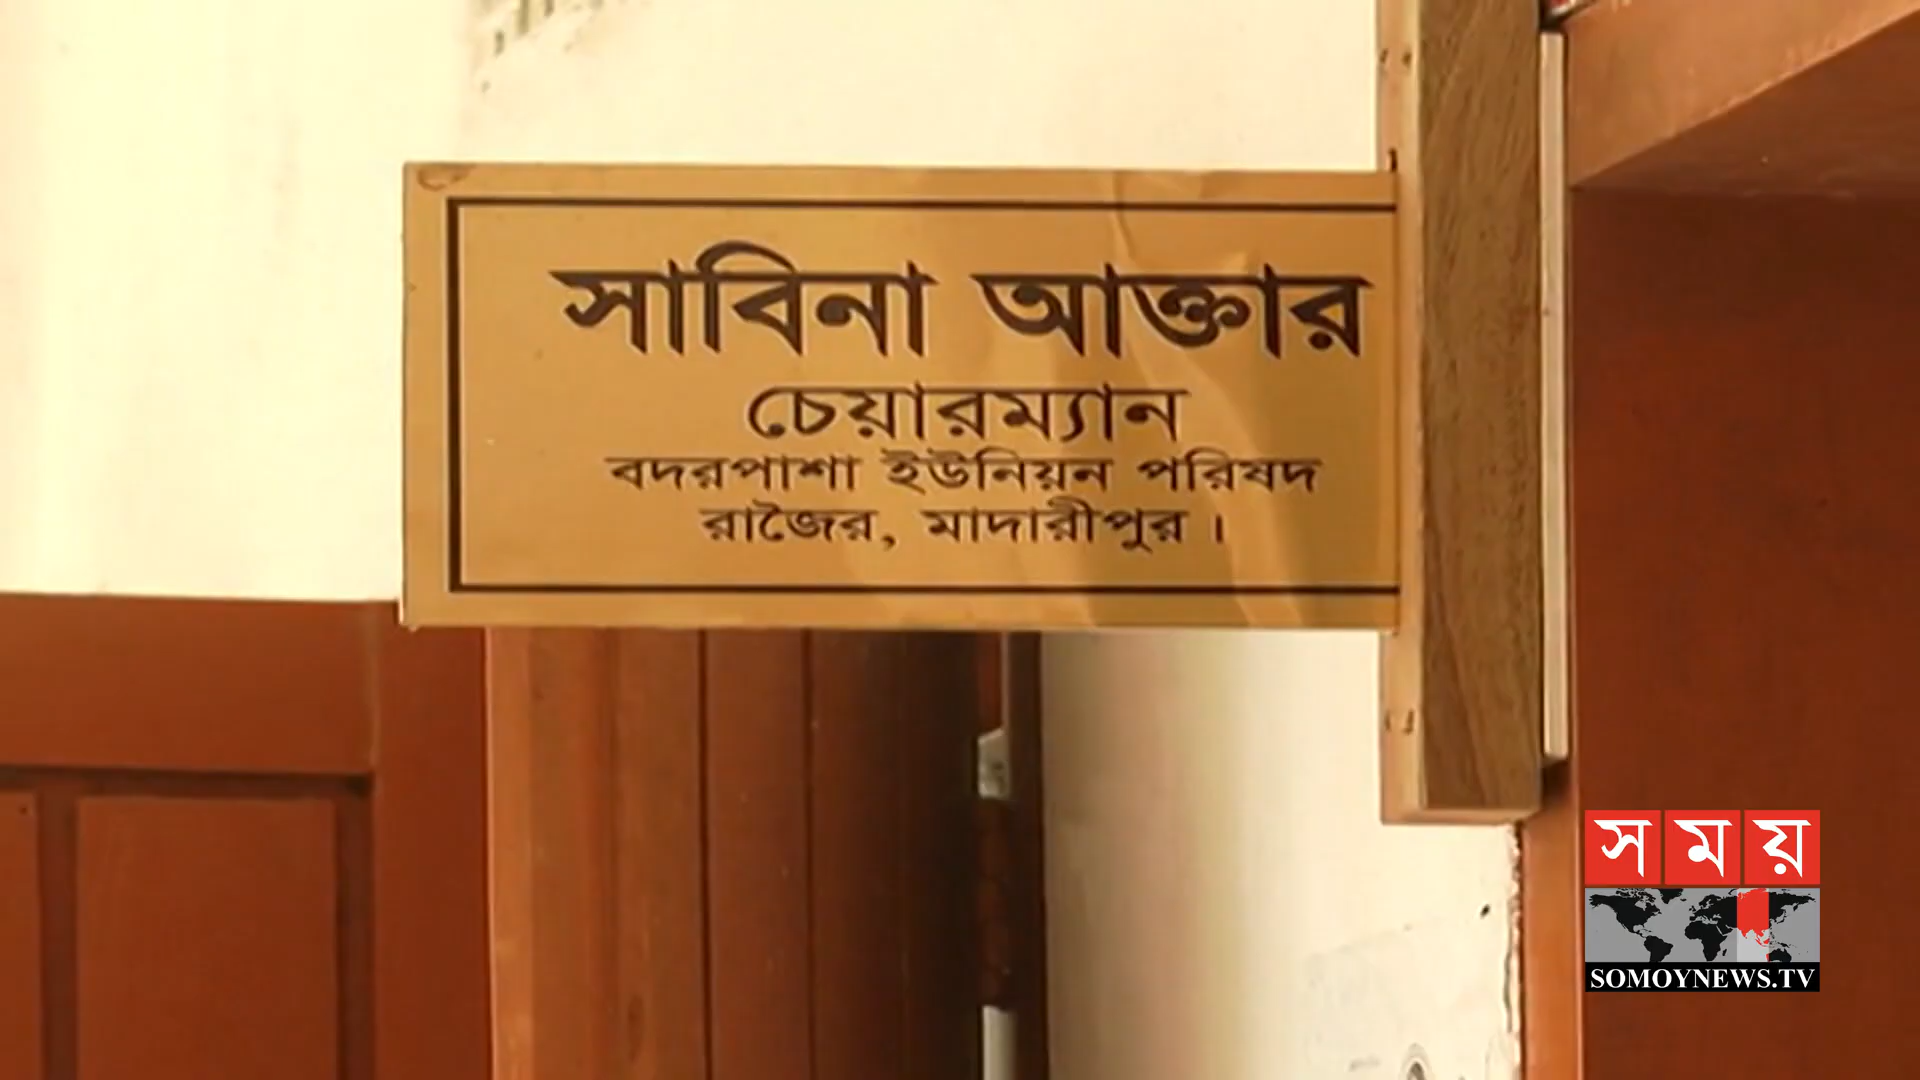 সাবিনা আক্তার
চেয়ারম্যান
বদরপাশা ইউনিয়ন পরিষদ
রাজৈর, মাদারীপুর।
সময়
SOMOYNEWS.TV